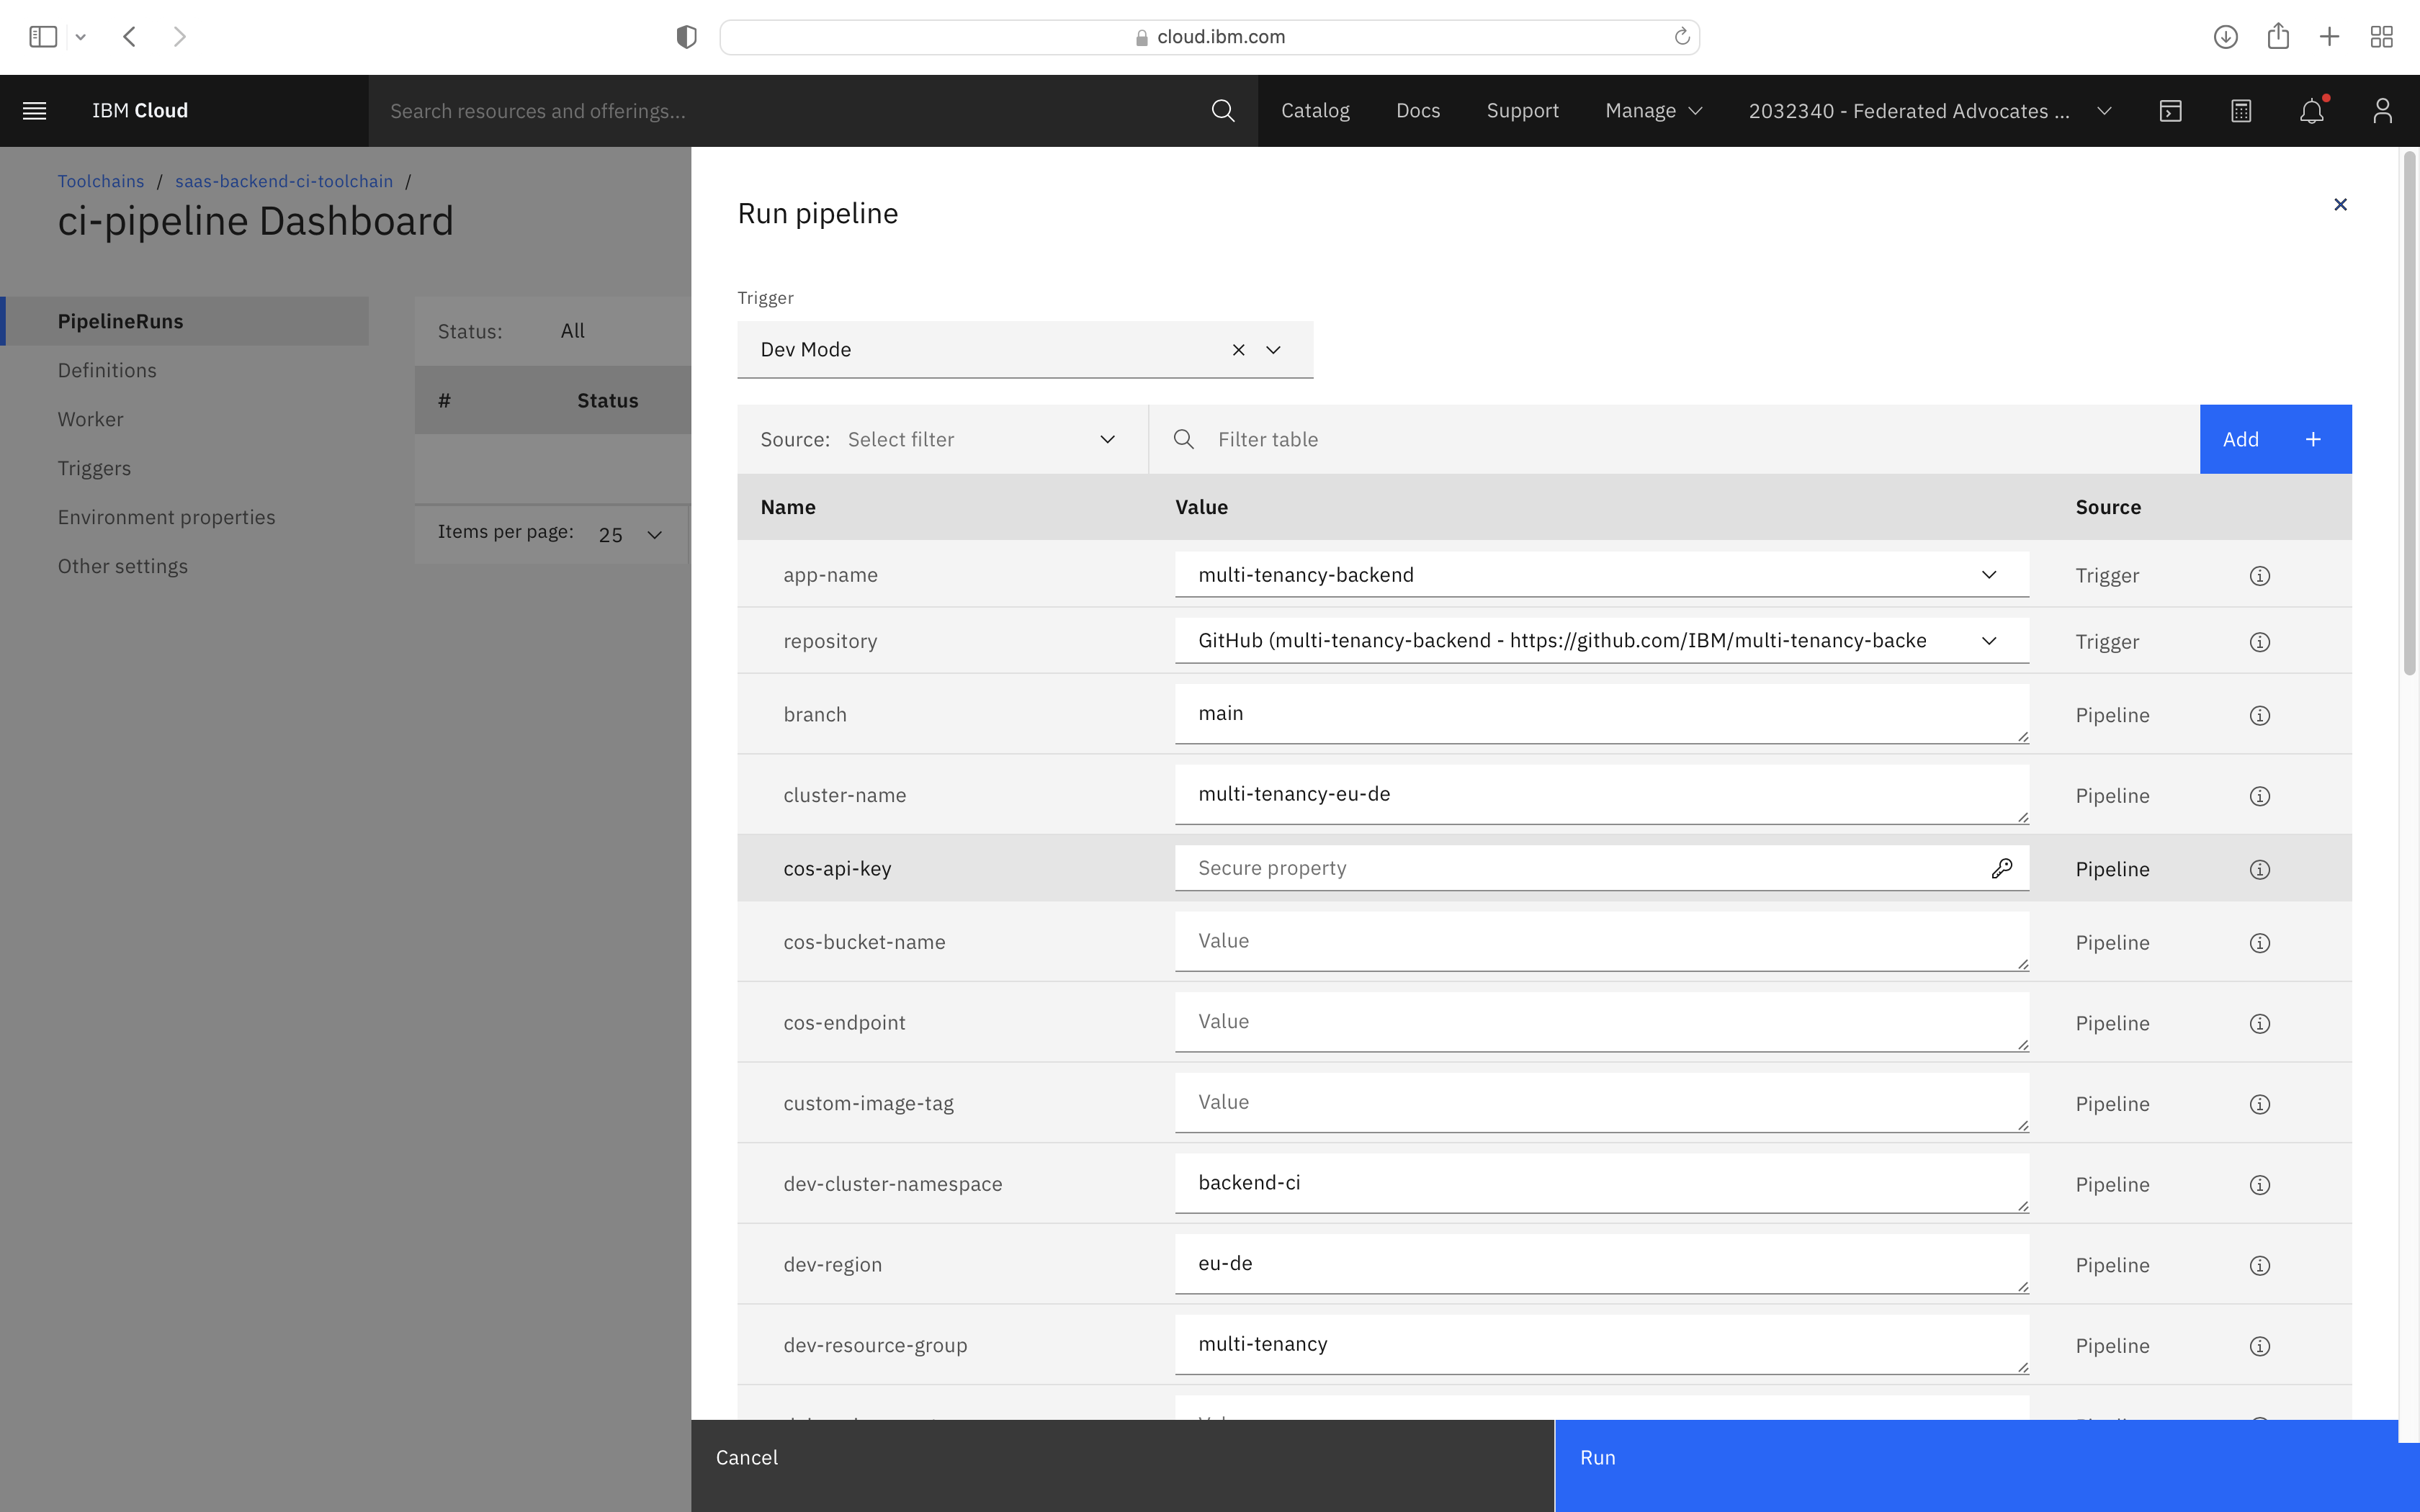 cloud.ibm.com
IBM Cloud
Search resources and offerings...
Catalog
Docs
Support
Manage
2032340 - Federated Advocates ...
Toolchains / saas-backend-ci-toolchain /
ci-pipeline Dashboard
PipelineRuns
Definitions
Worker
Triggers
Environment properties
Other settings
Status: All
# Status
Items per page: 25
Run pipeline
Trigger
Dev Mode
Source: Select filter
Filter table
Add +
Name Value Source
app-name multi-tenancy-backend Trigger
repository GitHub (multi-tenancy-backend - https://github.com/IBM/multi-tenancy-backe Trigger
branch main Pipeline
cluster-name multi-tenancy-eu-de Pipeline
cos-api-key Secure property Pipeline
cos-bucket-name Value Pipeline
cos-endpoint Value Pipeline
custom-image-tag Value Pipeline
dev-cluster-namespace backend-ci Pipeline
dev-region eu-de Pipeline
dev-resource-group multi-tenancy Pipeline
Cancel
Run